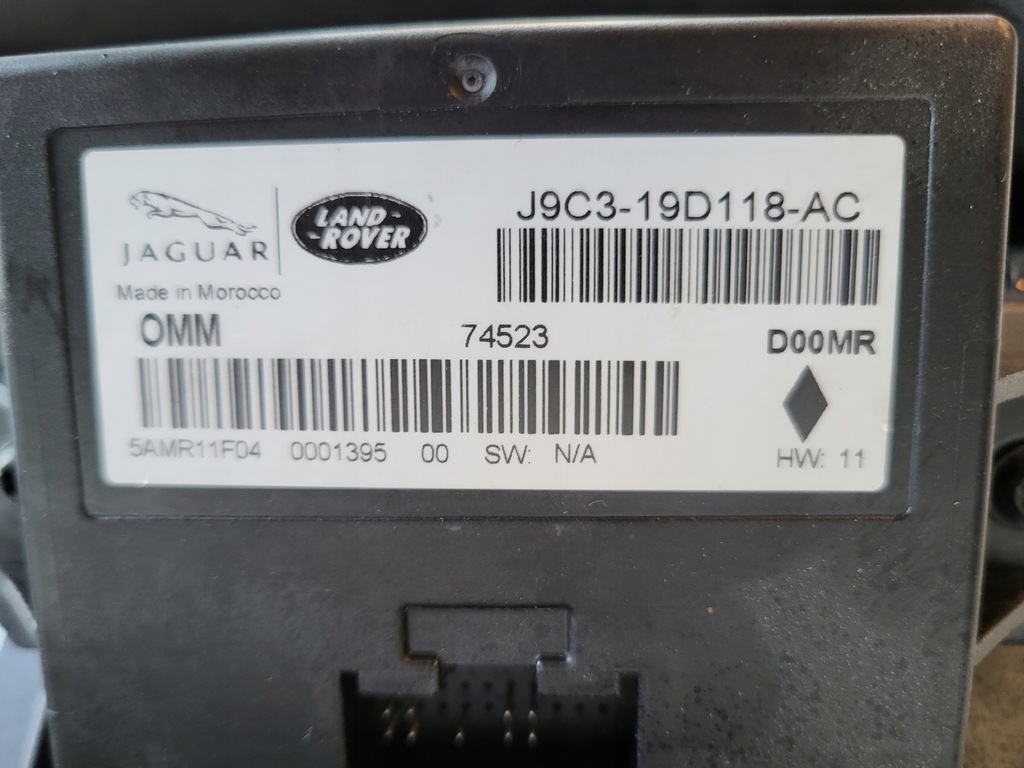 JAGUAR
LAND-
-ROVER
J9C3-19D118-AC
Made in Morocco
OMM 74523 D00MR
5AMR11F04 0001395 00 SW: N/A HW: 11